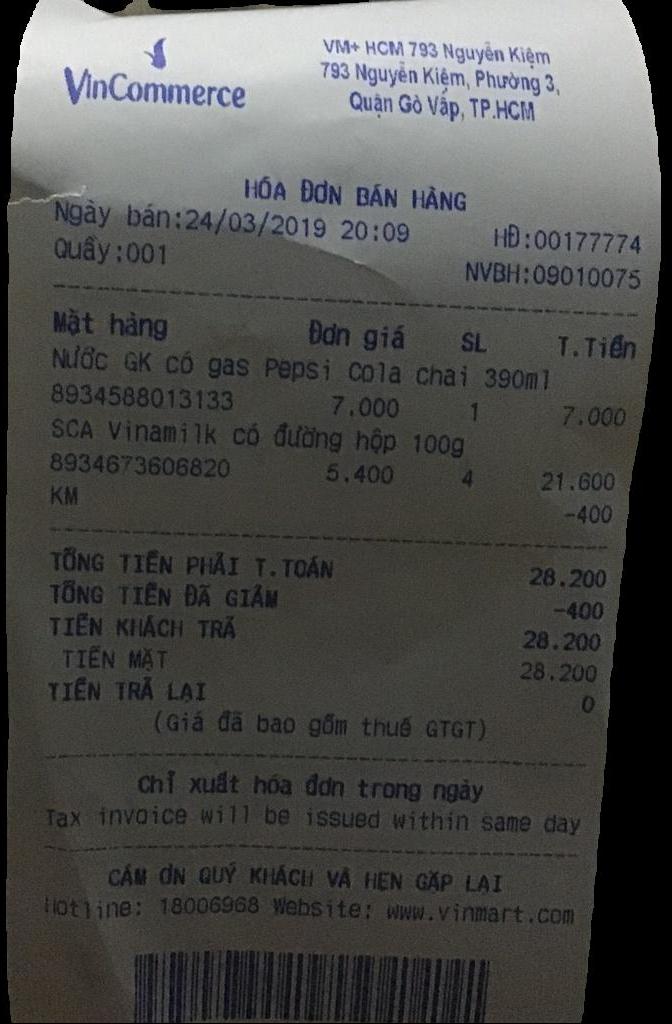 VinCommerce
VM+ HCM 793 Nguyễn Kiệm
793 Nguyễn Kiệm, Phường 3,
Quận Gò Vấp, TP.HCM
HÓA ĐƠN BÁN HÀNG
Ngày bán:24/03/2019 20:09 HĐ:00177774
Quầy:001 NVBH:09010075
Mặt hàng Đơn giá SL T.Tiền
Nước GK có gas Pepsi Cola chai 390ml
8934588013133 7.000 1 7.000
SCA Vinamilk có đường hộp 100g
8934673606820 5.400 4 21.600
KM -400
TỔNG TIỀN PHẢI T.TOÁN 28.200
TỔNG TIỀN ĐÃ GIẢM -400
TIỀN KHÁCH TRẢ 28.200
TIỀN MẶT 28.200
TIỀN TRẢ LẠI 0
(Giá đã bao gồm thuế GTGT)
Chỉ xuất hóa đơn trong ngày
Tax invoice will be issued within same day
CẢM ƠN QUÝ KHÁCH VÀ HẸN GẶP LẠI
Hotline: 18006968 Website: www.vinmart.com